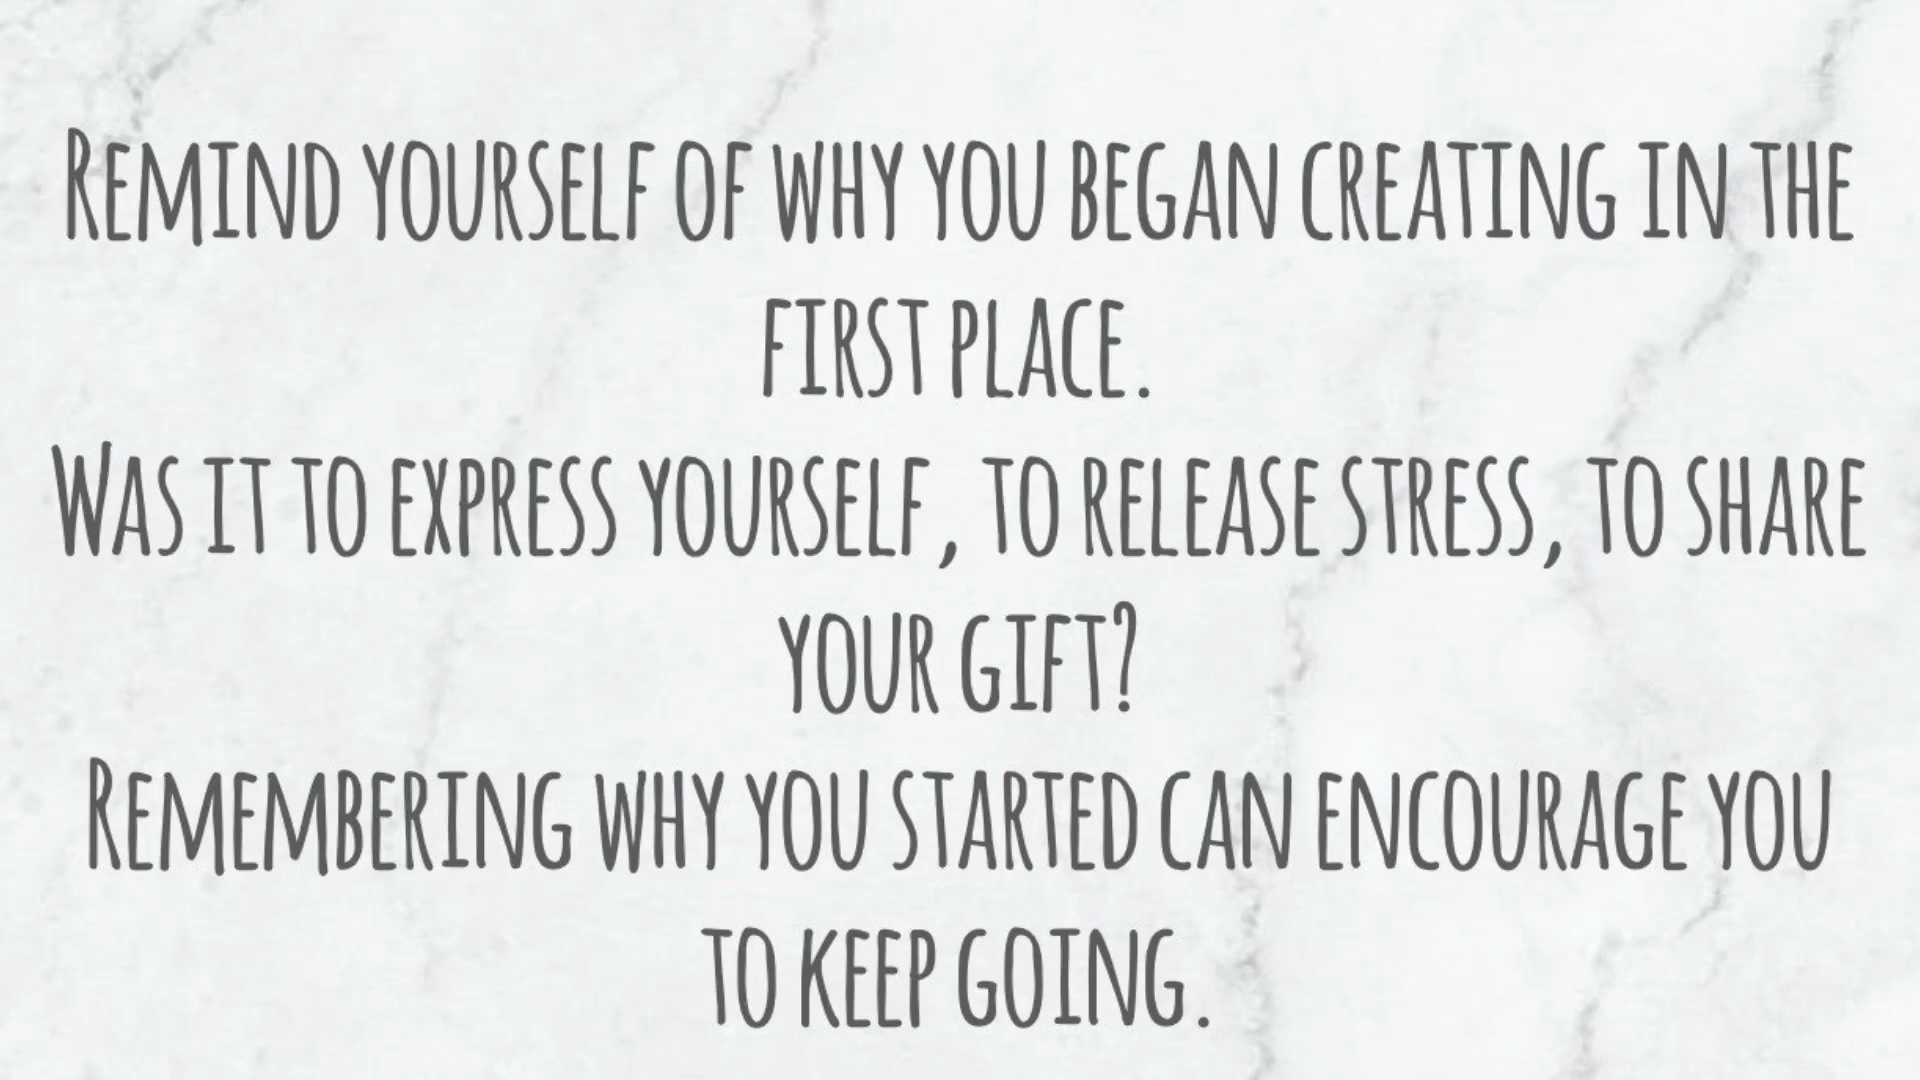 Remind yourself of why you began creating in the
first place.
Was it to express yourself, to release stress, to share
your gift?
Remembering why you started can encourage you
to keep going.